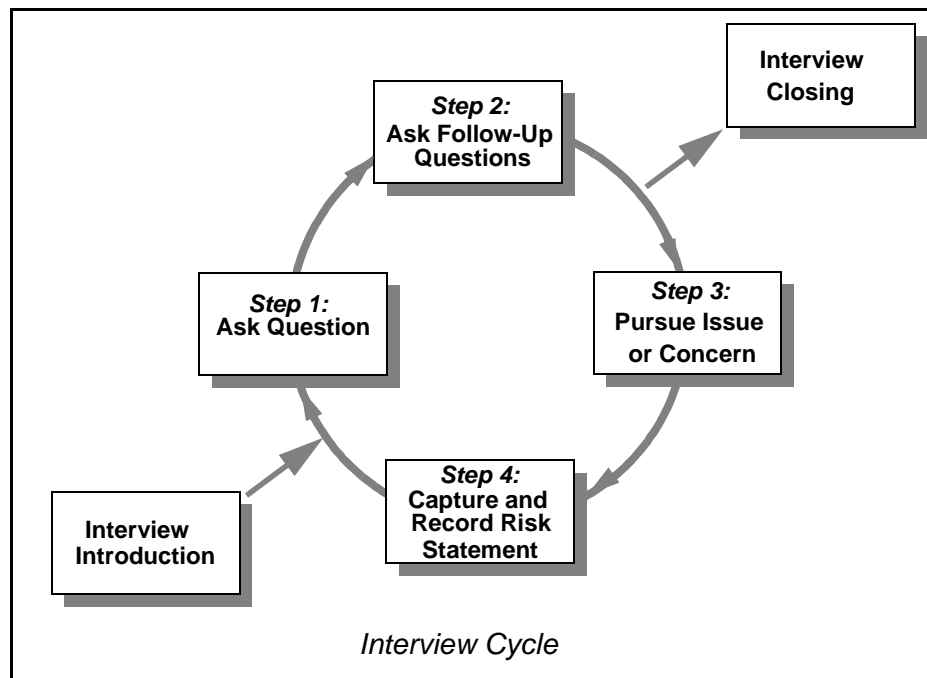 Interview
Closing
Step 2:
Ask Follow-Up
Questions
Step 1:
Ask Question
Step 3:
Pursue Issue
or Concern
Step 4:
Capture and
Record Risk
Statement
Interview
Introduction
Interview Cycle